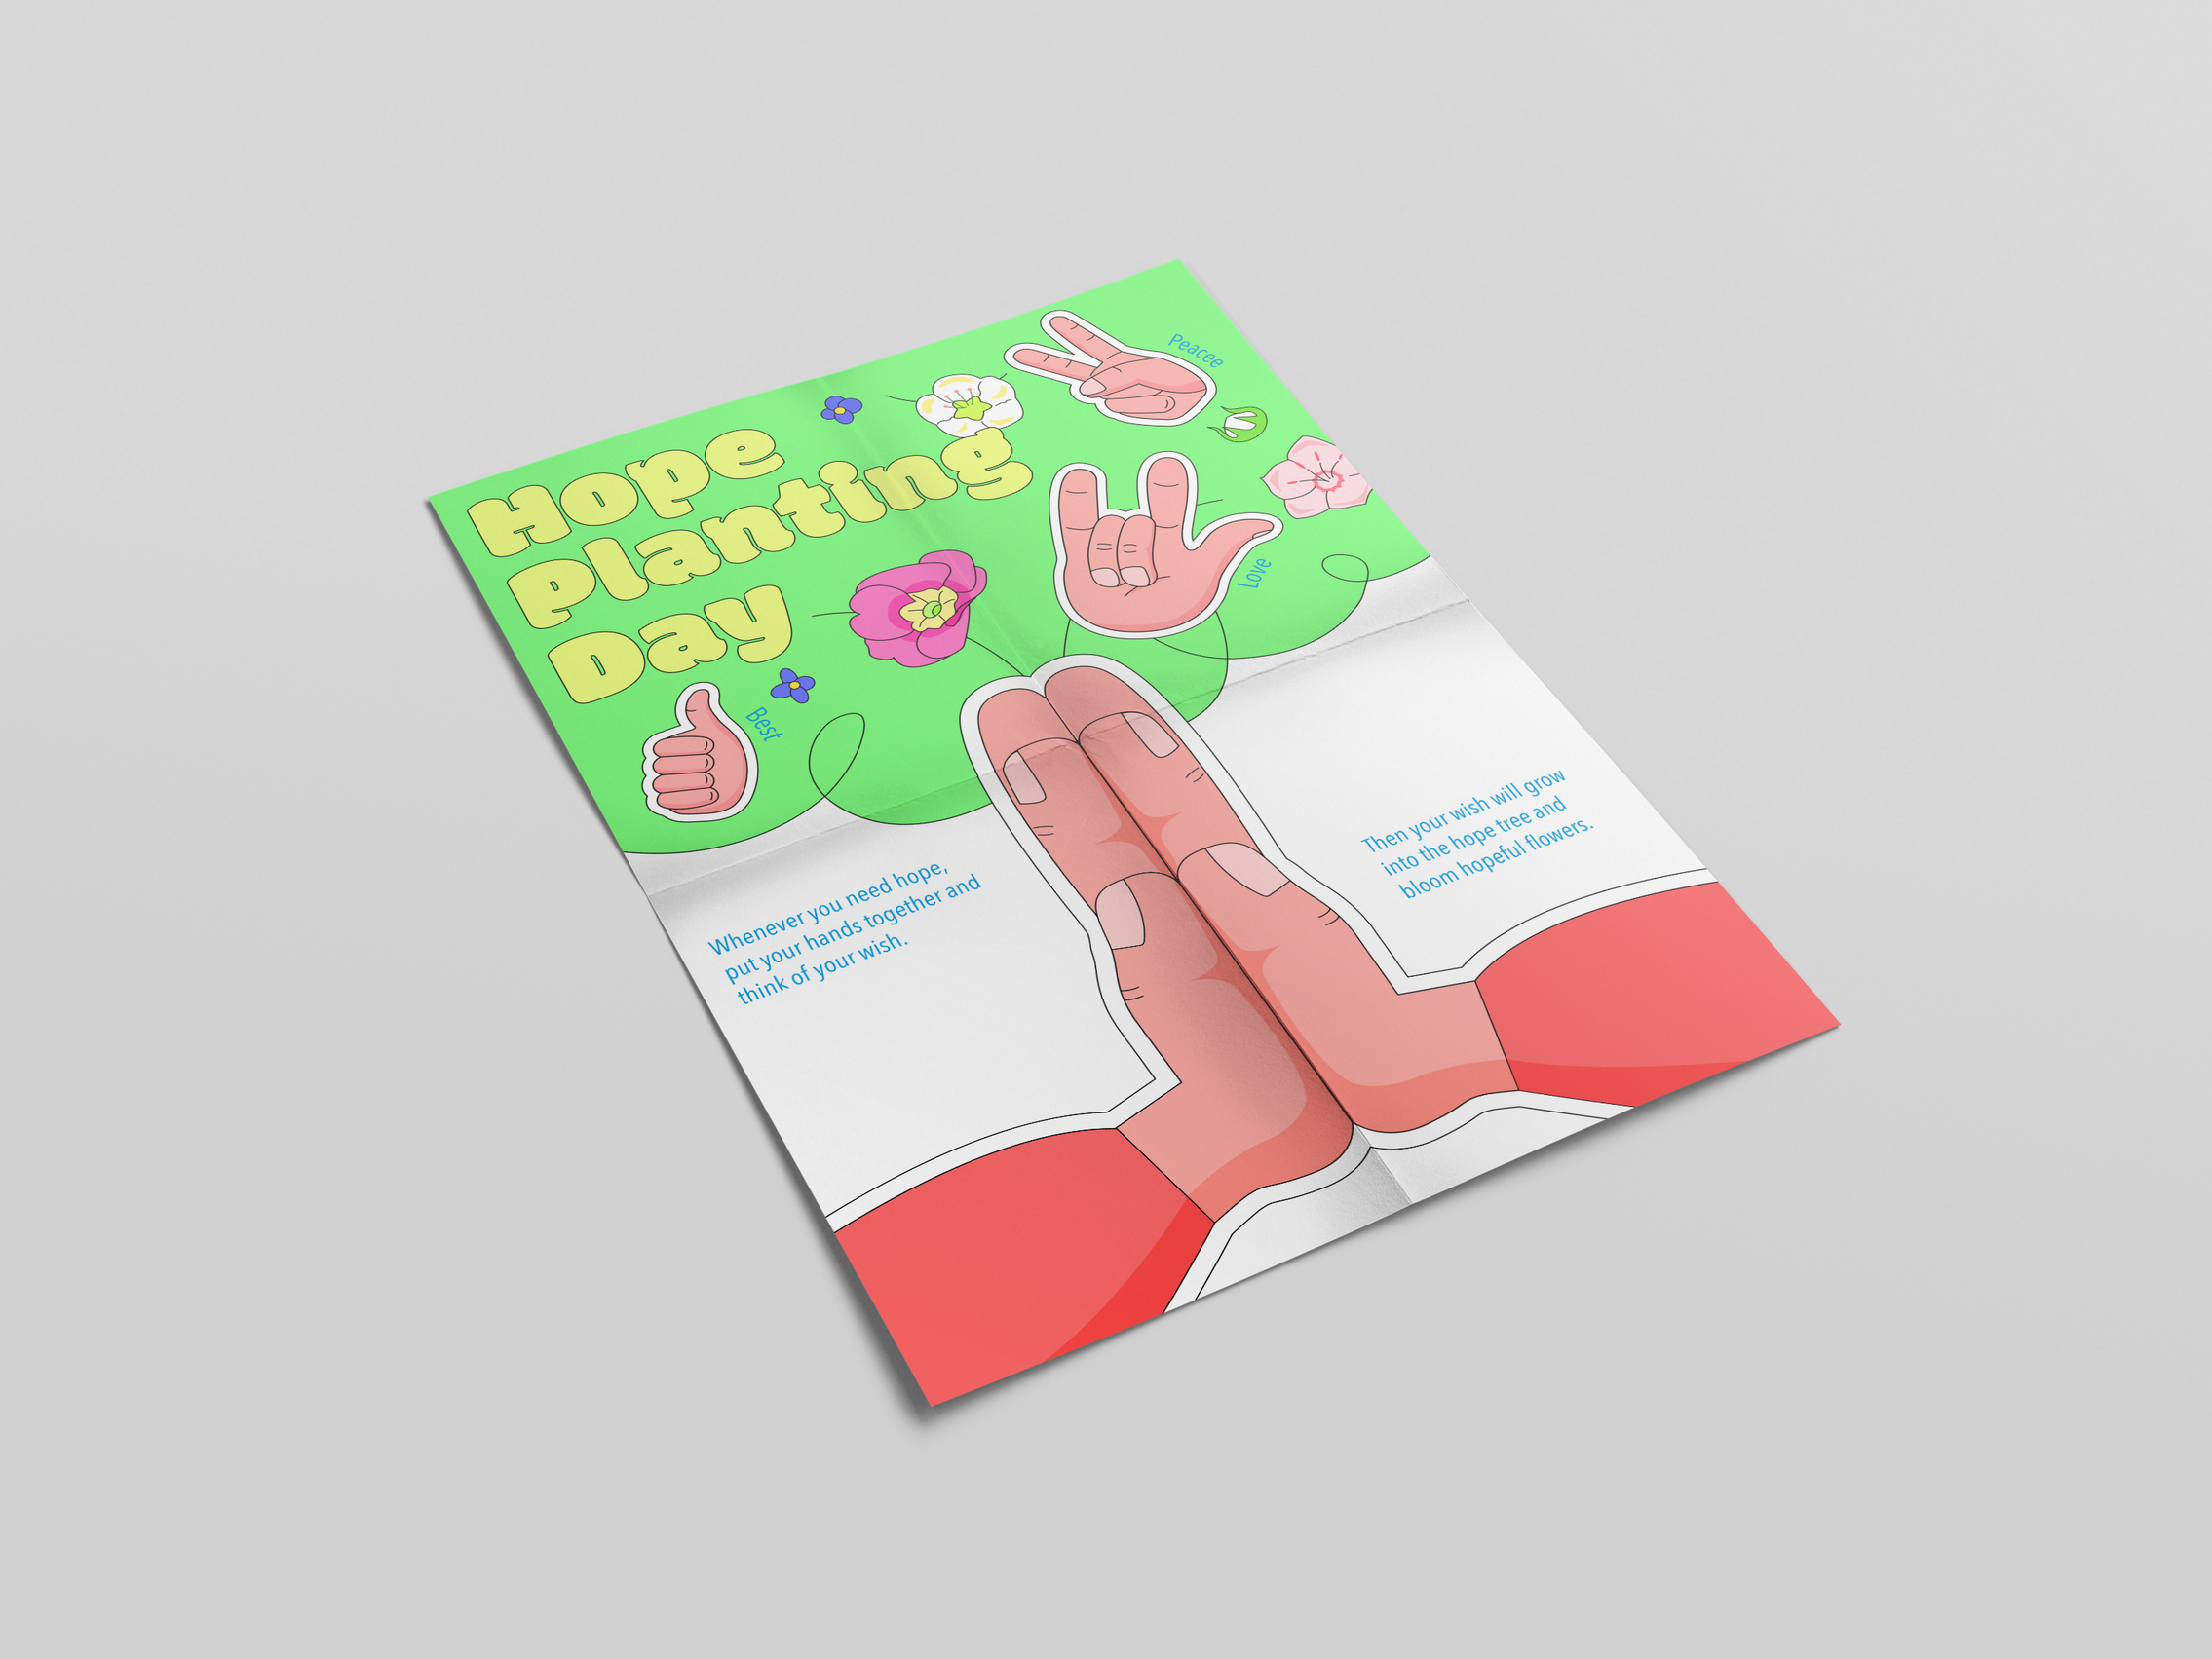 Hope
Planting
Day
Peacee
Love
Best
Whenever you need hope,
put your hands together and
think of your wish.
Then your wish will grow
into the hope tree and
bloom hopeful flowers.